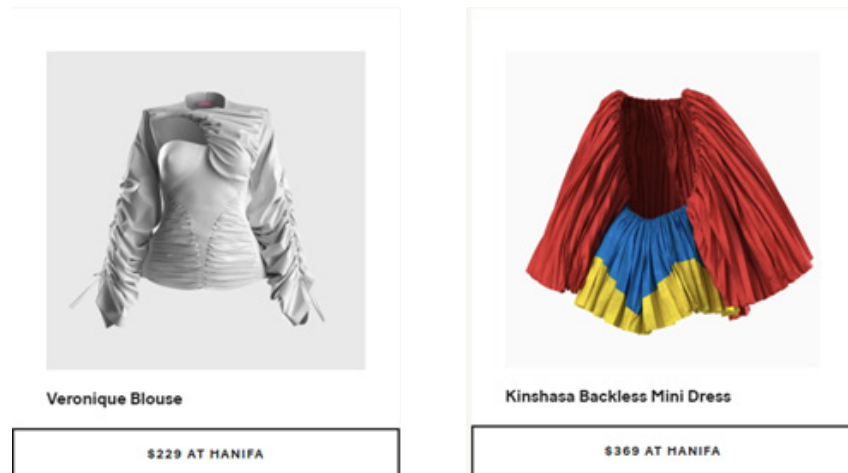 Veronique Blouse
$229 AT HANIFA
Kinshasa Backless Mini Dress
$369 AT HANIFA